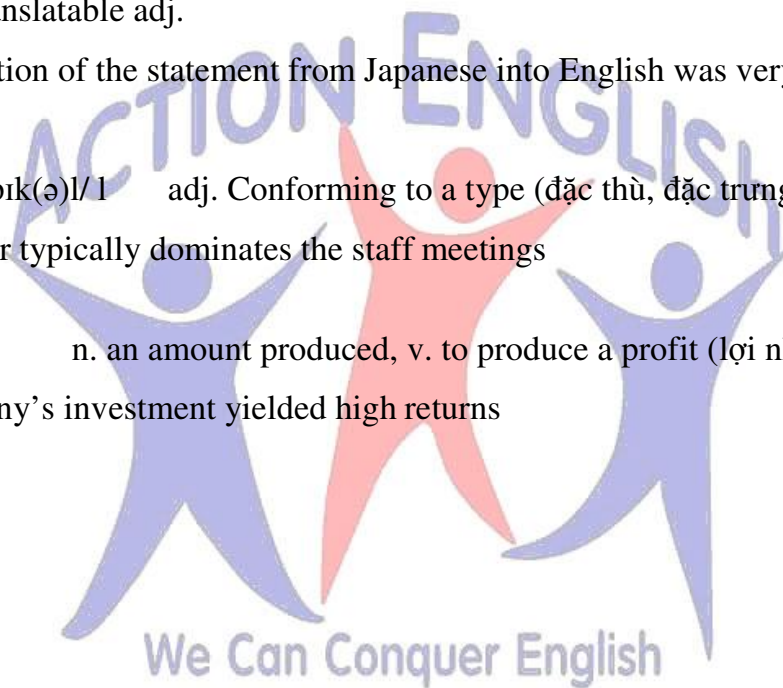 nslatable adj.
tion of the statement from Japanese into English was very
ɪk(ə)l/ 1 adj. Conforming to a type (đặc thù, đặc trưng
r typically dominates the staff meetings
n. an amount produced, v. to produce a profit (lợi n
ny’s investment yielded high returns
ACTION ENGLISH
We Can Conquer English